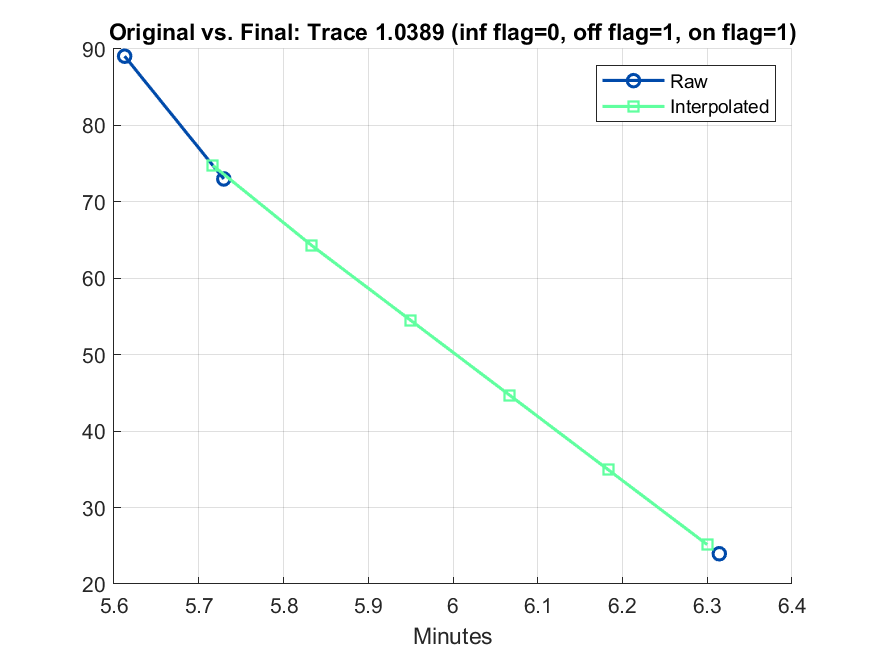 Original vs. Final: Trace 1.0389 (inf flag=0, off flag=1, on flag=1)
90
80
70
60
50
40
30
20
Raw
Interpolated
5.6 5.7 5.8 5.9 6 6.1 6.2 6.3 6.4
Minutes